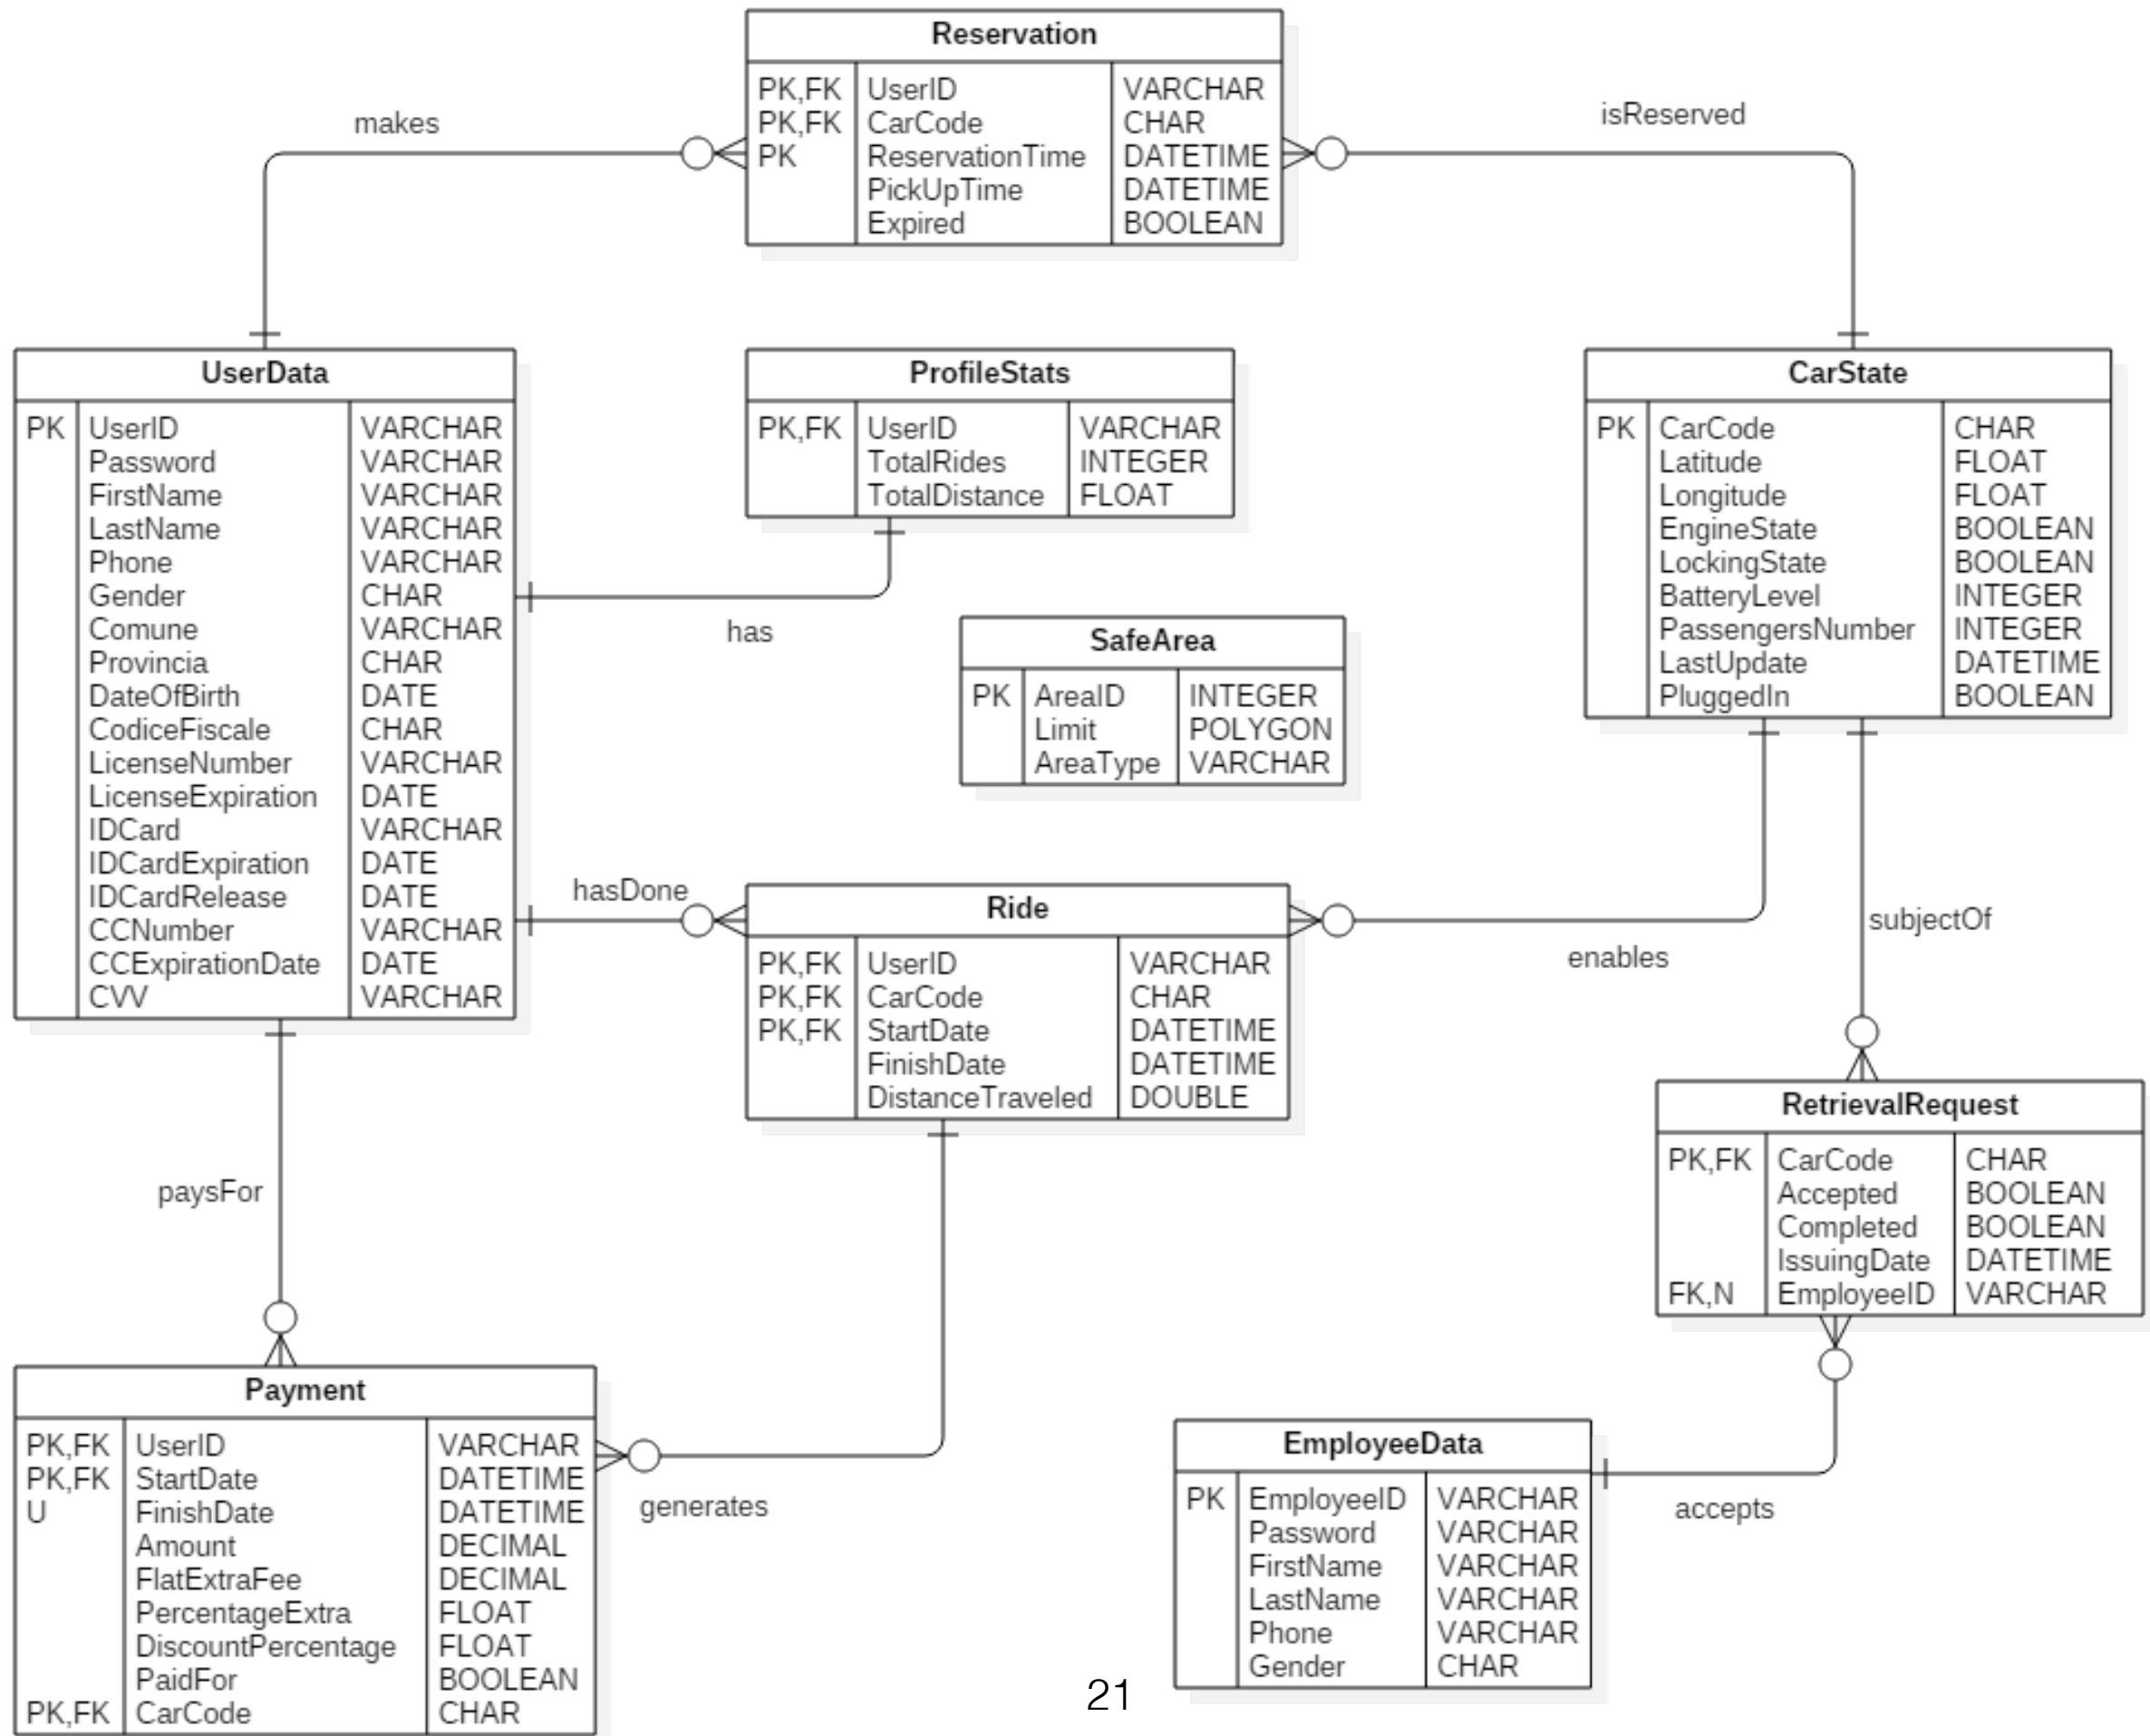 Reservation
PK,FK UserID VARCHAR
PK,FK CarCode CHAR
PK ReservationTime DATETIME
PickUpTime DATETIME
Expired BOOLEAN
makes
isReserved
UserData
PK UserID VARCHAR
Password VARCHAR
FirstName VARCHAR
LastName VARCHAR
Phone VARCHAR
Gender CHAR
Comune VARCHAR
Provincia CHAR
DateOfBirth DATE
CodiceFiscale CHAR
LicenseNumber VARCHAR
LicenseExpiration DATE
IDCard VARCHAR
IDCardExpiration DATE
IDCardRelease DATE
CCNumber VARCHAR
CCExpirationDate DATE
CVV VARCHAR
ProfileStats
PK,FK UserID VARCHAR
TotalRides INTEGER
TotalDistance FLOAT
has
CarState
PK CarCode CHAR
Latitude FLOAT
Longitude FLOAT
EngineState BOOLEAN
LockingState BOOLEAN
BatteryLevel INTEGER
PassengersNumber INTEGER
LastUpdate DATETIME
PluggedIn BOOLEAN
SafeArea
PK AreaID INTEGER
Limit POLYGON
AreaType VARCHAR
hasDone
Ride
PK,FK UserID VARCHAR
PK,FK CarCode CHAR
PK,FK StartDate DATETIME
FinishDate DATETIME
DistanceTraveled DOUBLE
enables
subjectOf
RetrievalRequest
PK,FK CarCode CHAR
Accepted BOOLEAN
Completed BOOLEAN
IssuingDate DATETIME
FK,N EmployeeID VARCHAR
paysFor
Payment
PK,FK UserID VARCHAR
PK,FK StartDate DATETIME
U FinishDate DATETIME
Amount DECIMAL
FlatExtraFee DECIMAL
PercentageExtra FLOAT
DiscountPercentage FLOAT
PaidFor BOOLEAN
PK,FK CarCode CHAR
generates
EmployeeData
PK EmployeeID VARCHAR
Password VARCHAR
FirstName VARCHAR
LastName VARCHAR
Phone VARCHAR
Gender CHAR
accepts
21